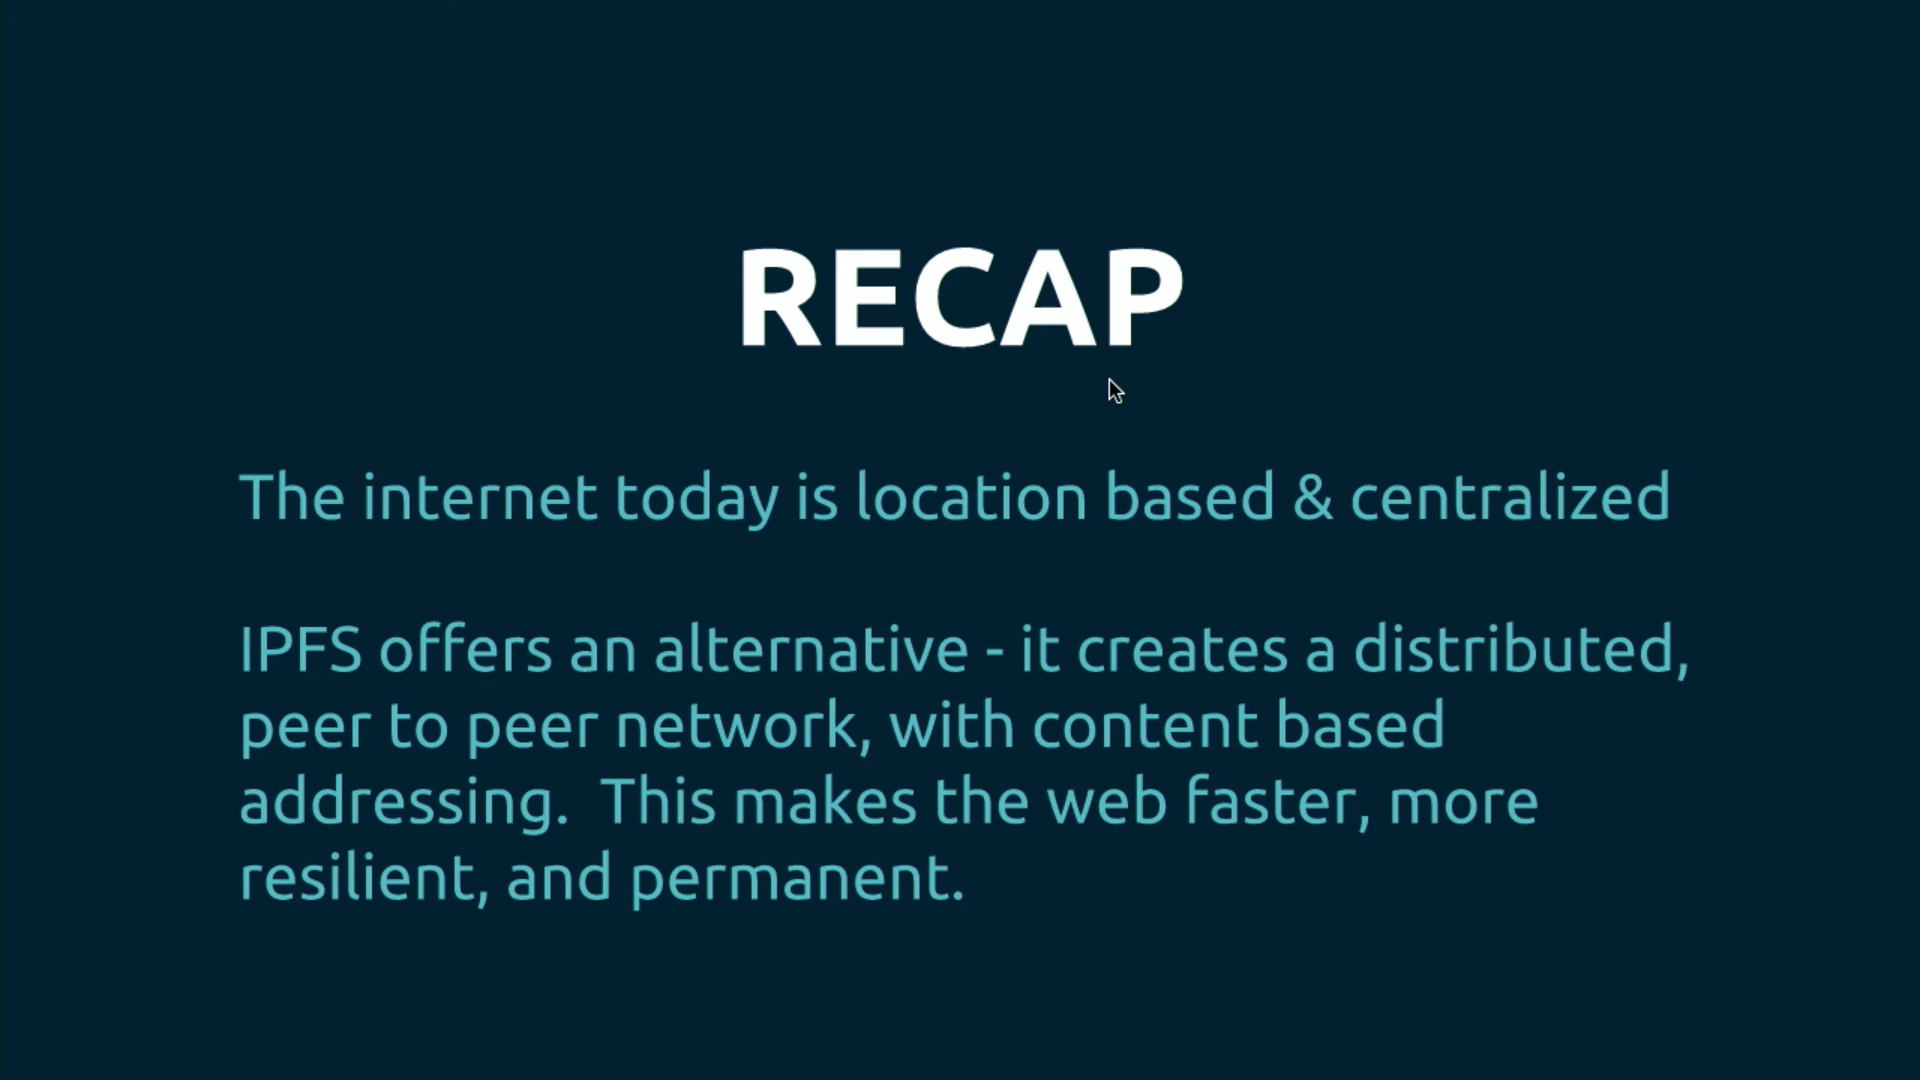 RECAP
The internet today is location based & centralized
IPFS offers an alternative - it creates a distributed,
peer to peer network, with content based
addressing.  This makes the web faster, more
resilient, and permanent.